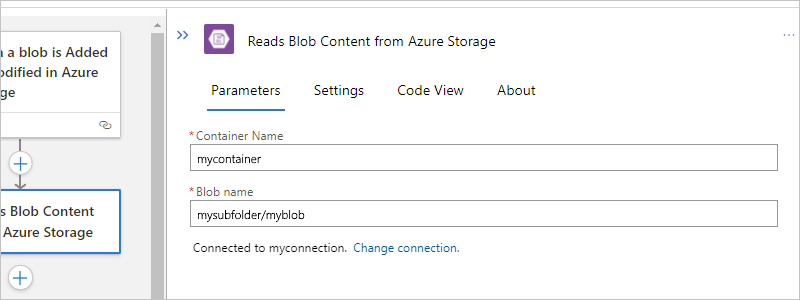 a blob is Added
odified in Azure
ge
s Blob Content
Azure Storage
Reads Blob Content from Azure Storage
...
Parameters Settings Code View About
*Container Name
mycontainer
*Blob name
mysubfolder/myblob
Connected to myconnection. Change connection.